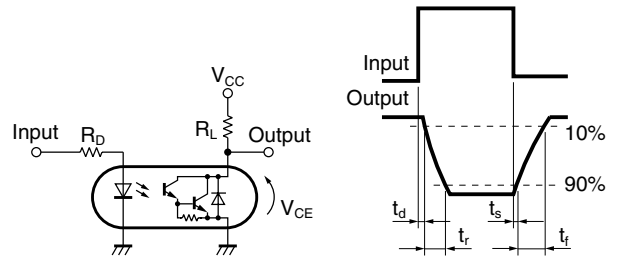 V_CC
Input R_D R_L Output
V_CE
Input
Output
10%
90%
t_d t_s
t_r t_f